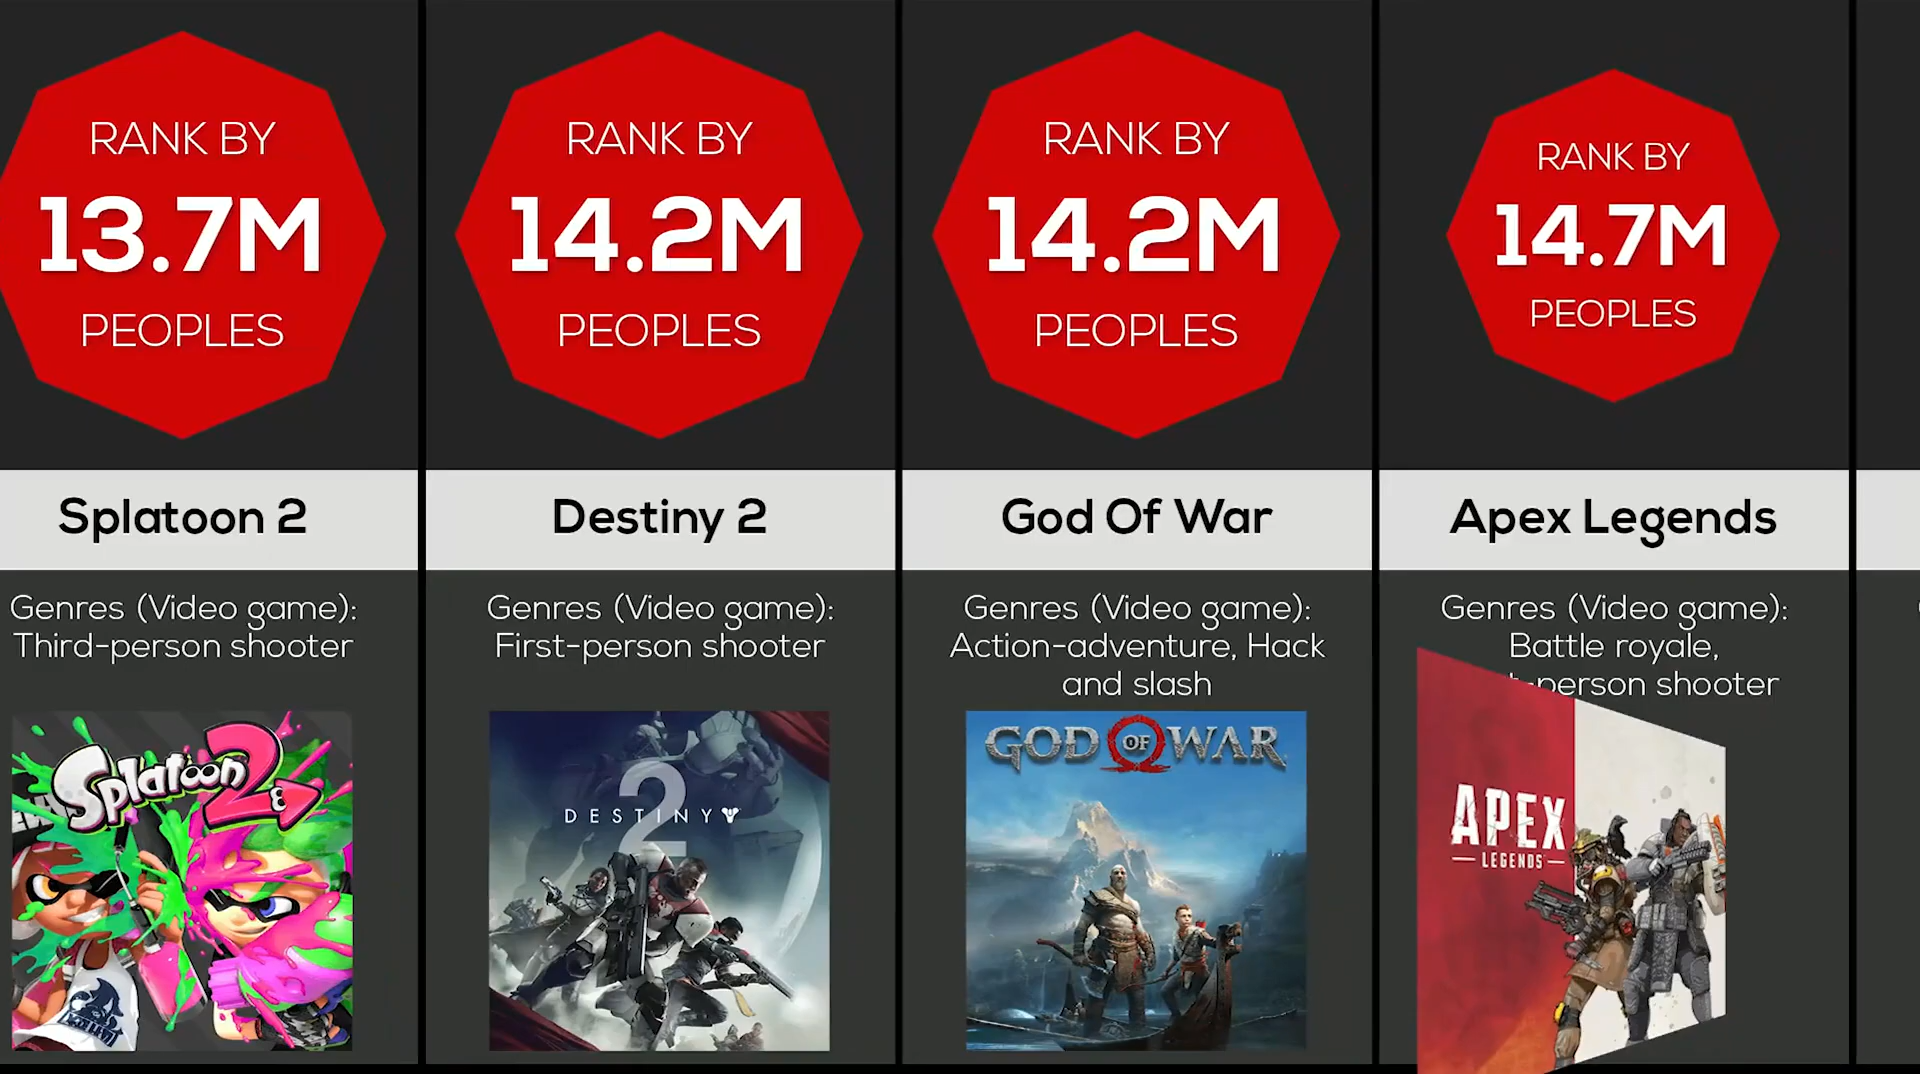 RANK BY
13.7M
PEOPLES
Splatoon 2
Genres (Video game):
Third-person shooter
Splatoon 2
RANK BY
14.2M
PEOPLES
Destiny 2
Genres (Video game):
First-person shooter
2
DESTINY
RANK BY
14.2M
PEOPLES
God Of War
Genres (Video game):
Action-adventure, Hack
and slash
GOD OF WAR
RANK BY
14.7M
PEOPLES
Apex Legends
Genres (Video game):
Battle royale,
-person shooter
APEX
LEGENDS